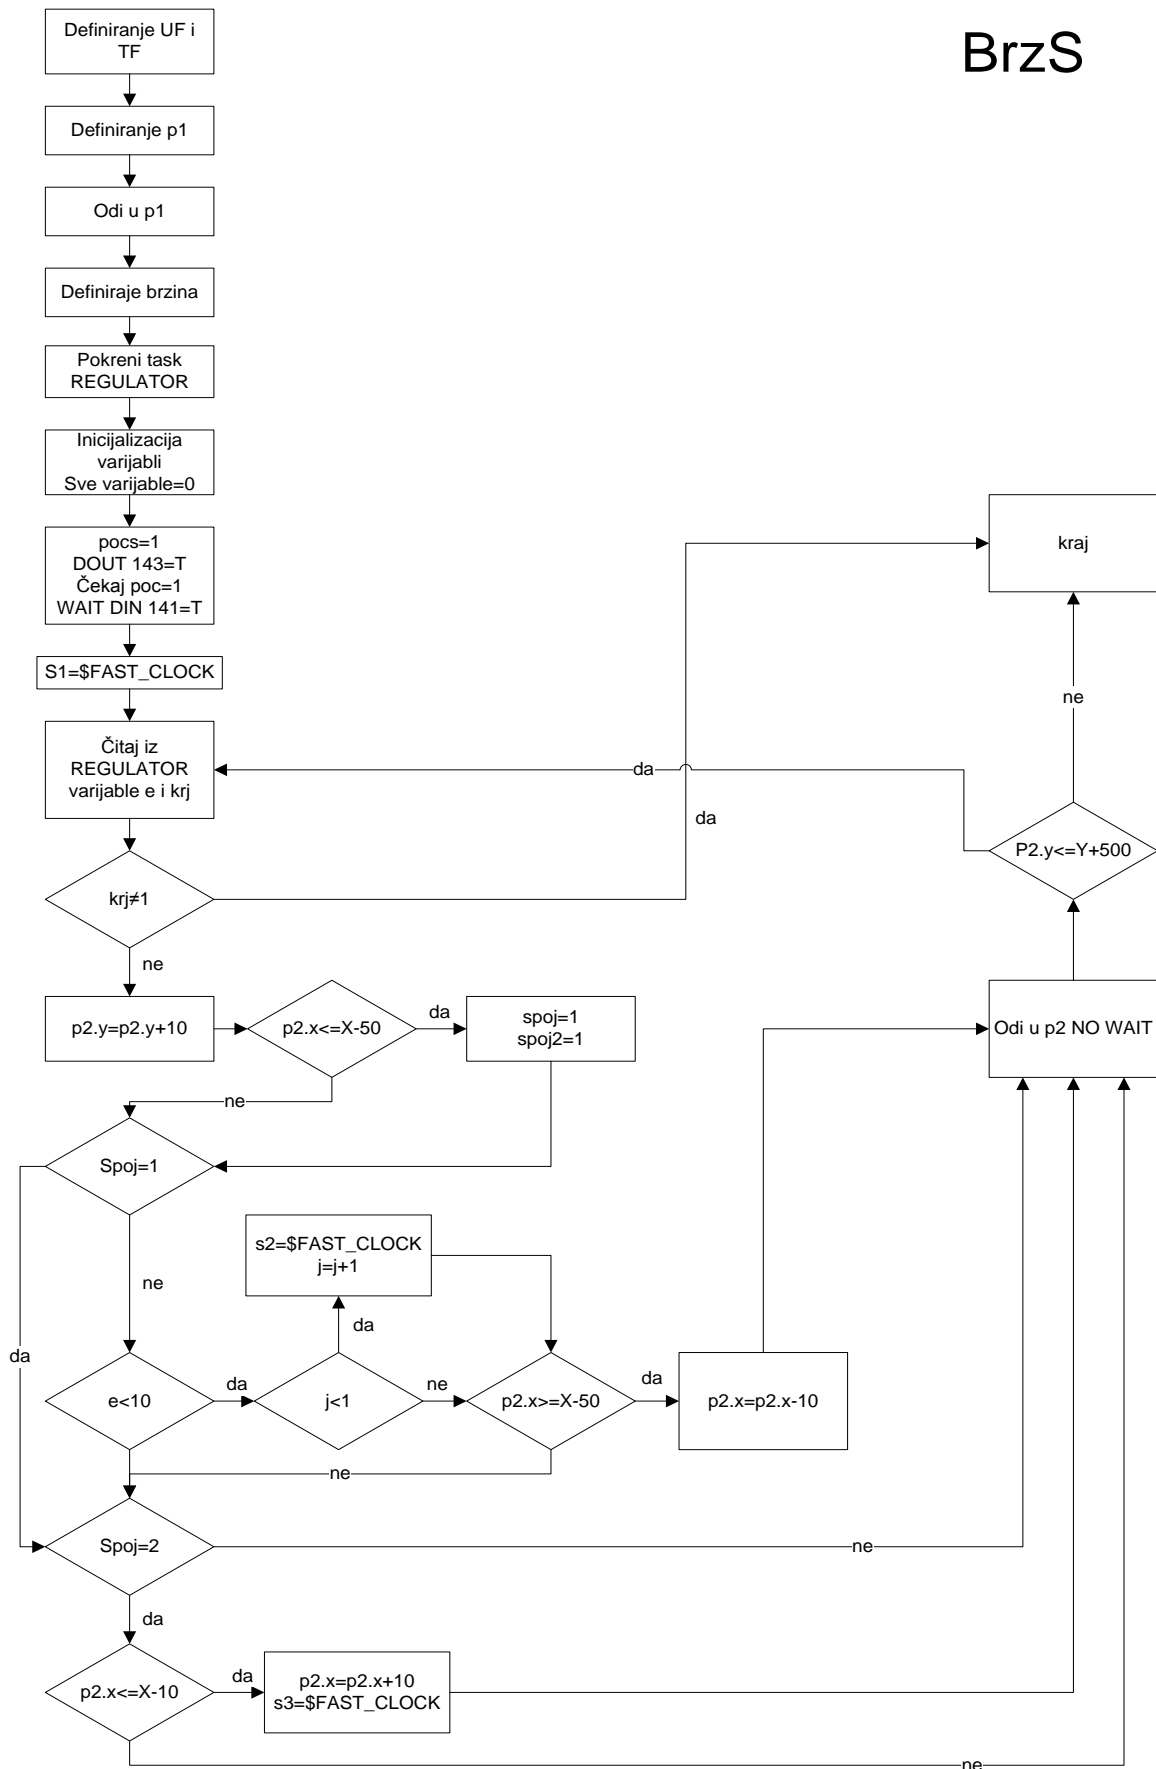 BrzS
Definiranje UF i
TF
Definiranje p1
Odi u p1
Definiraje brzina
Pokreni task
REGULATOR
Inicijalizacija
varijabli
Sve varijable=0
pocs=1
DOUT 143=T
Čekaj poc=1
WAIT DIN 141=T
S1=$FAST_CLOCK
Čitaj iz
REGULATOR
varijable e i krj
krj≠1
da
ne
kraj
ne
da
P2.y<=Y+500
p2.y=p2.y+10
p2.x<=X-50
da
spoj=1
spoj2=1
Odi u p2 NO WAIT
ne
Spoj=1
ne
da
s2=$FAST_CLOCK
j=j+1
da
e<10
da
j<1
ne
p2.x>=X-50
da
p2.x=p2.x-10
ne
Spoj=2
ne
da
p2.x<=X-10
da
p2.x=p2.x+10
s3=$FAST_CLOCK
ne